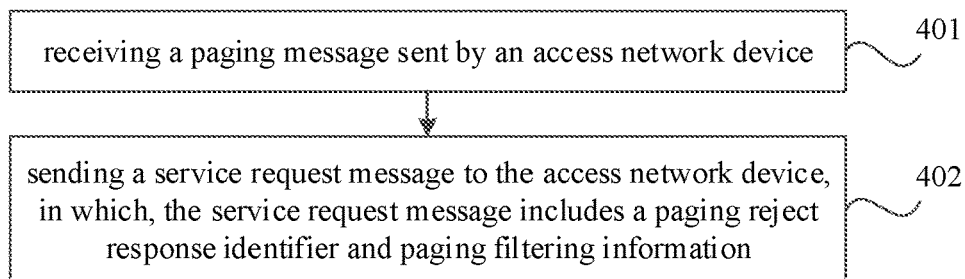 receiving a paging message sent by an access network device
401
sending a service request message to the access network device,
in which, the service request message includes a paging reject
response identifier and paging filtering information
402